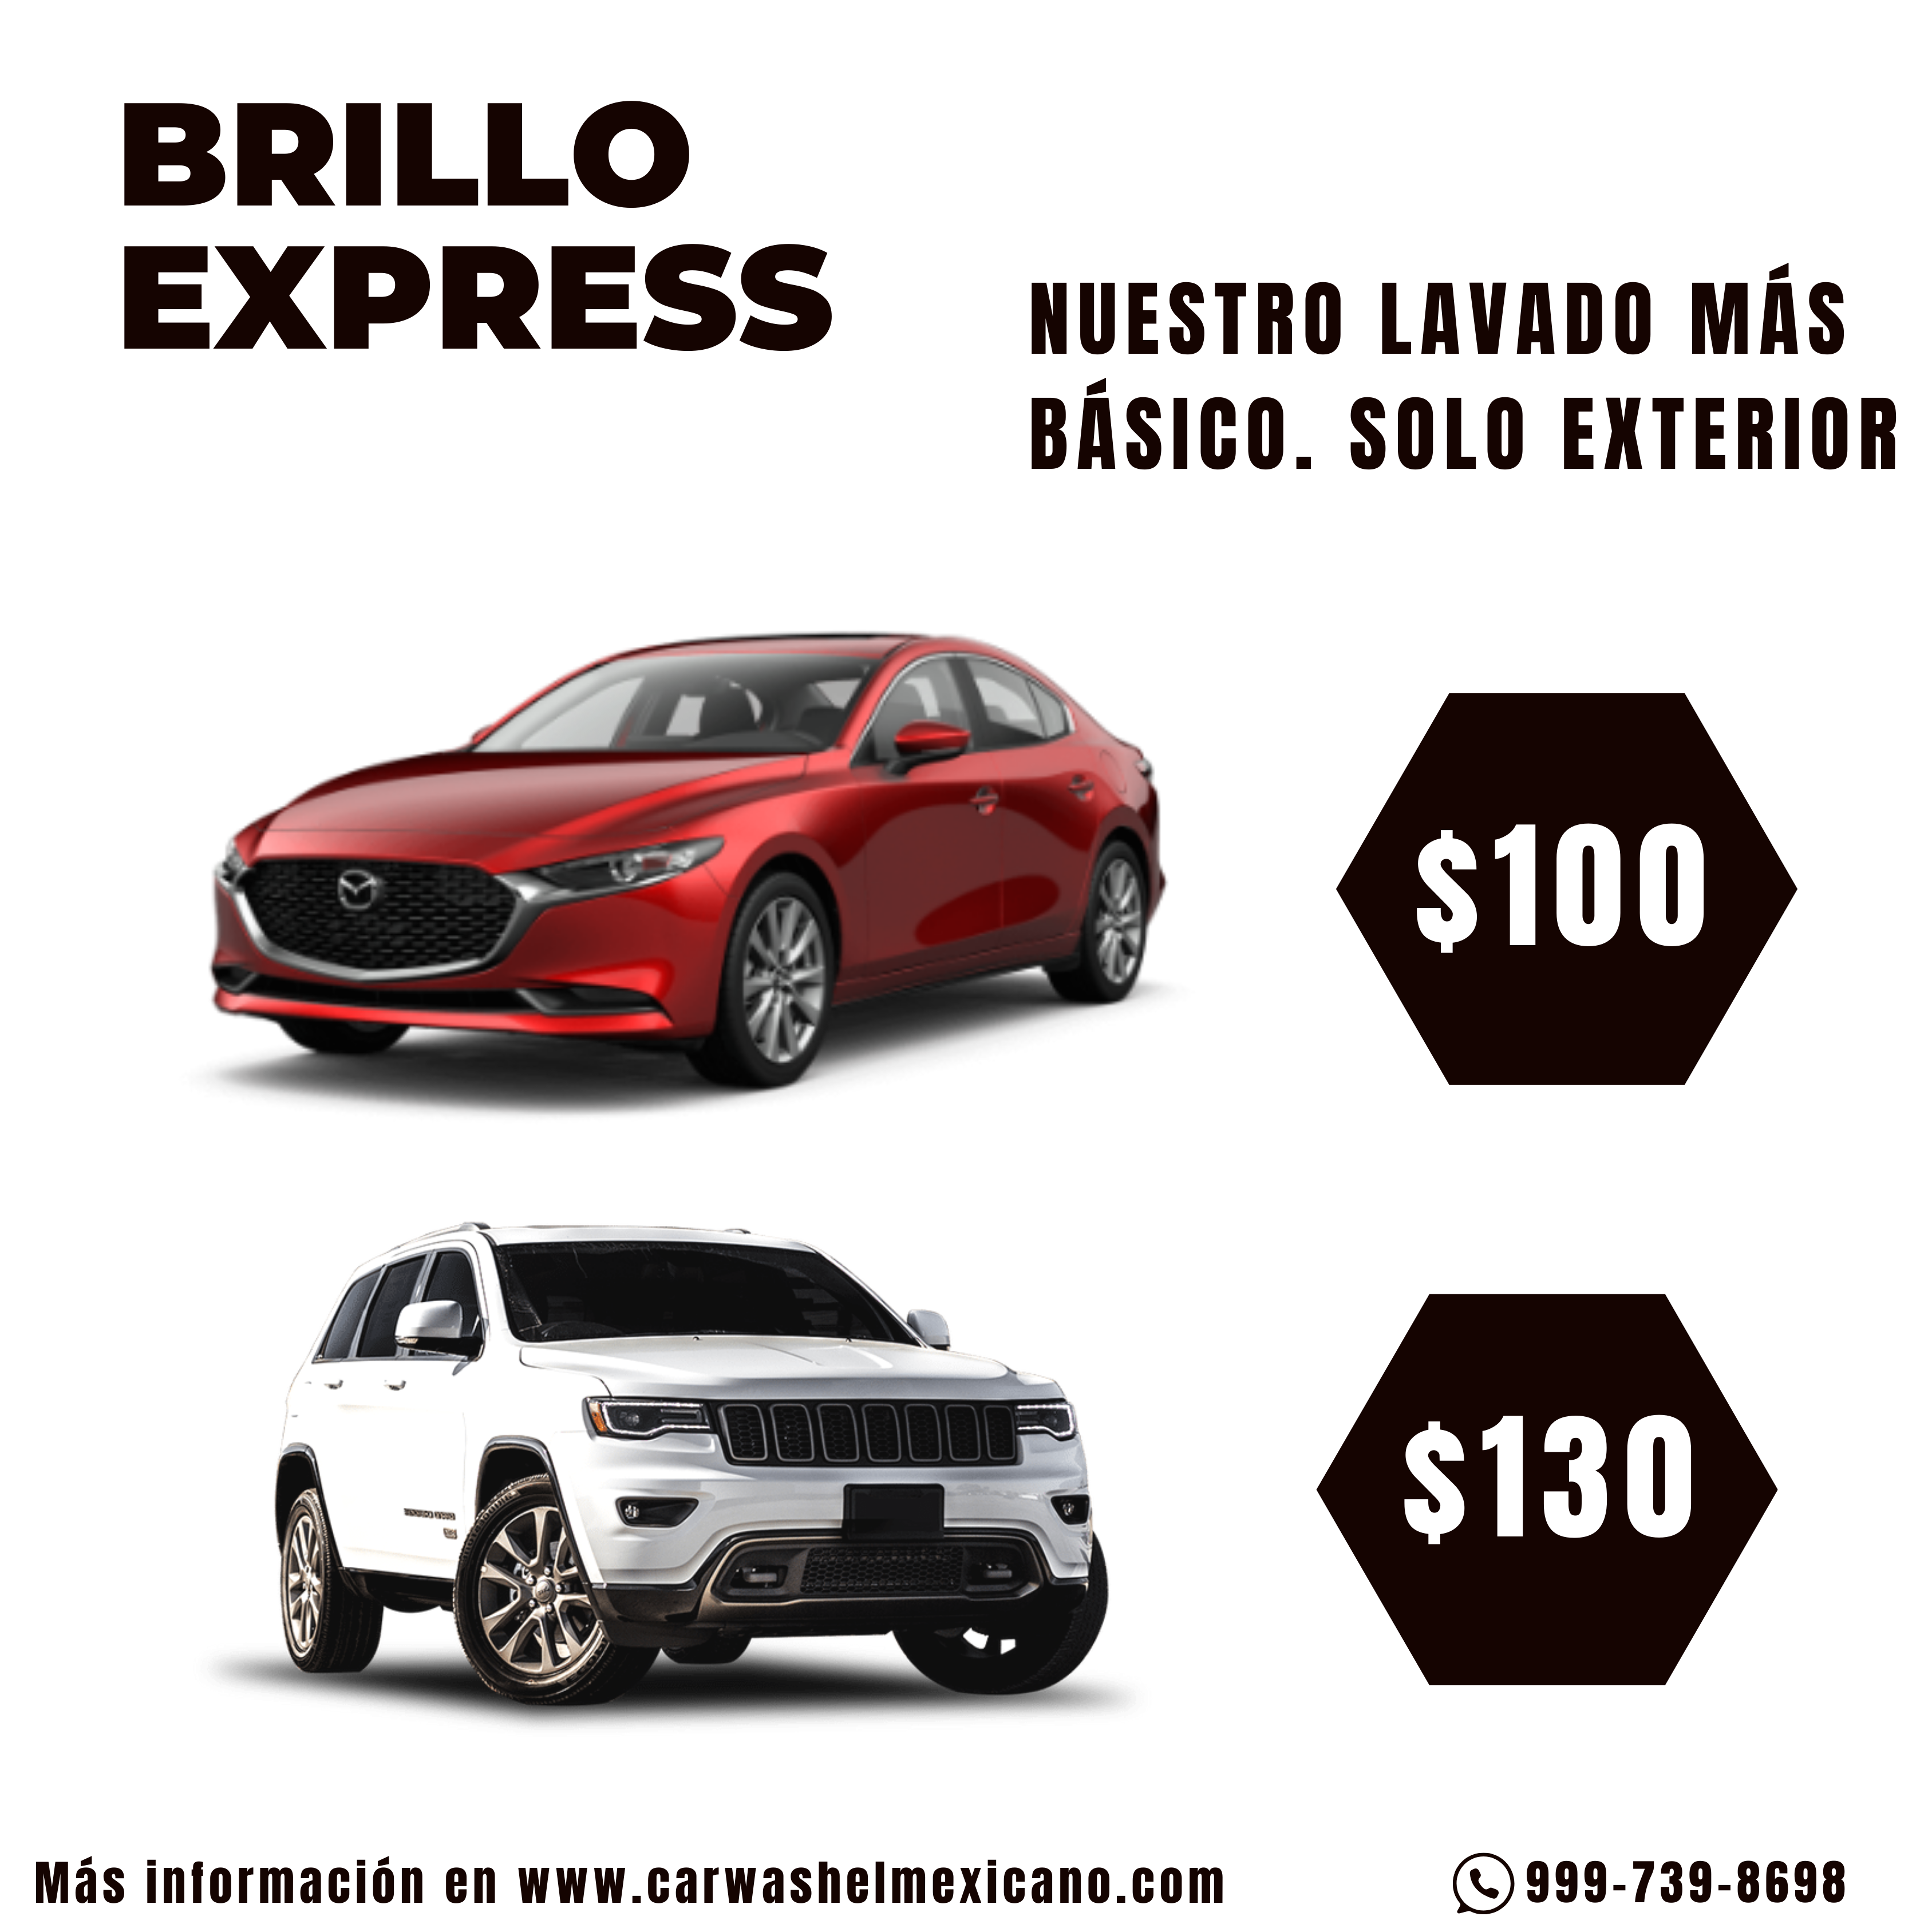 BRILLO
EXPRESS
NUESTRO LAVADO MÁS
BÁSICO. SOLO EXTERIOR
$100
$130
Más información en www.carwashelmexicano.com
999-739-8698